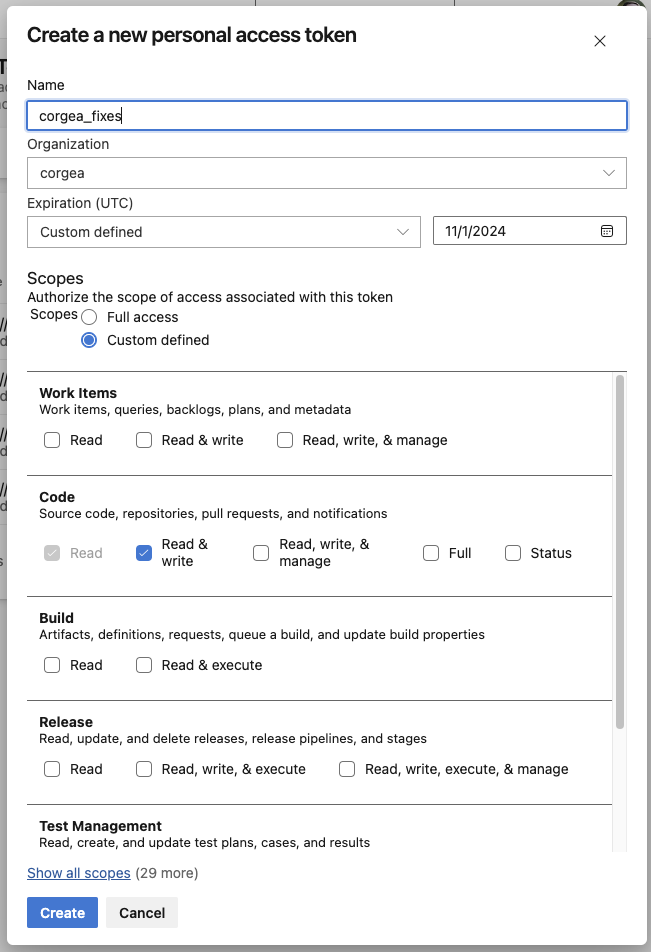 Create a new personal access token
Name
corgea_fixes
Organization
corgea
Expiration (UTC)
Custom defined
11/1/2024
Scopes
Authorize the scope of access associated with this token
Scopes
Full access
Custom defined
Work Items
Work items, queries, backlogs, plans, and metadata
Read Read & write Read, write, & manage
Code
Source code, repositories, pull requests, and notifications
Read Read & write Read, write, & manage Full Status
Build
Artifacts, definitions, requests, queue a build, and update build properties
Read Read & execute
Release
Read, update, and delete releases, release pipelines, and stages
Read Read, write, & execute Read, write, execute, & manage
Test Management
Read, create, and update test plans, cases, and results
Show all scopes (29 more)
Create Cancel